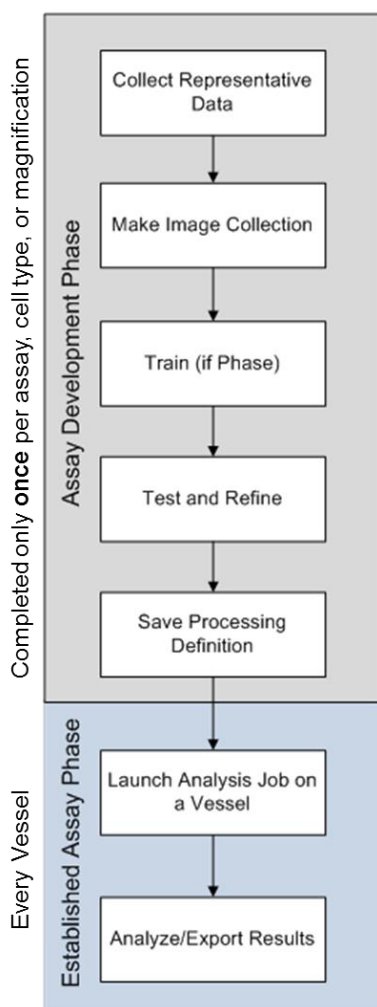 Completed only once per assay, cell type, or magnification
Assay Development Phase
Collect Representative
Data
Make Image Collection
Train (if Phase)
Test and Refine
Save Processing
Definition
Every Vessel
Established Assay Phase
Launch Analysis Job on
a Vessel
Analyze/Export Results